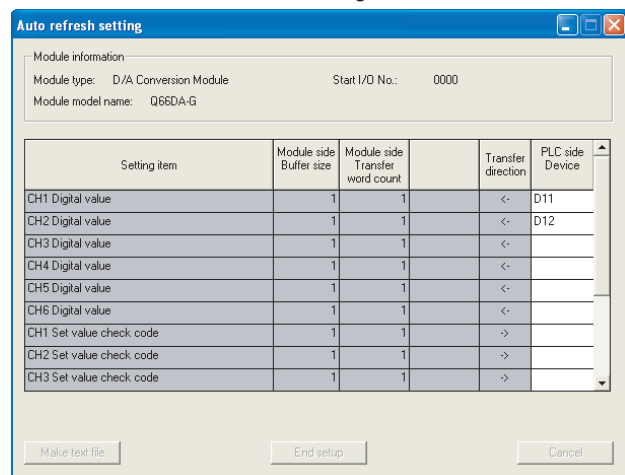 Auto refresh setting
Module information
Module type: D/A Conversion Module Start I/O No.: 0000
Module model name: Q66DA-G
Setting item Module side Buffer size Module side Transfer word count Transfer direction PLC side Device
CH1 Digital value 1 1 <- D11
CH2 Digital value 1 1 <- D12
CH3 Digital value 1 1 <-
CH4 Digital value 1 1 <-
CH5 Digital value 1 1 <-
CH6 Digital value 1 1 <-
CH1 Set value check code 1 1 ->
CH2 Set value check code 1 1 ->
CH3 Set value check code 1 1 ->
Make text file End setup Cancel